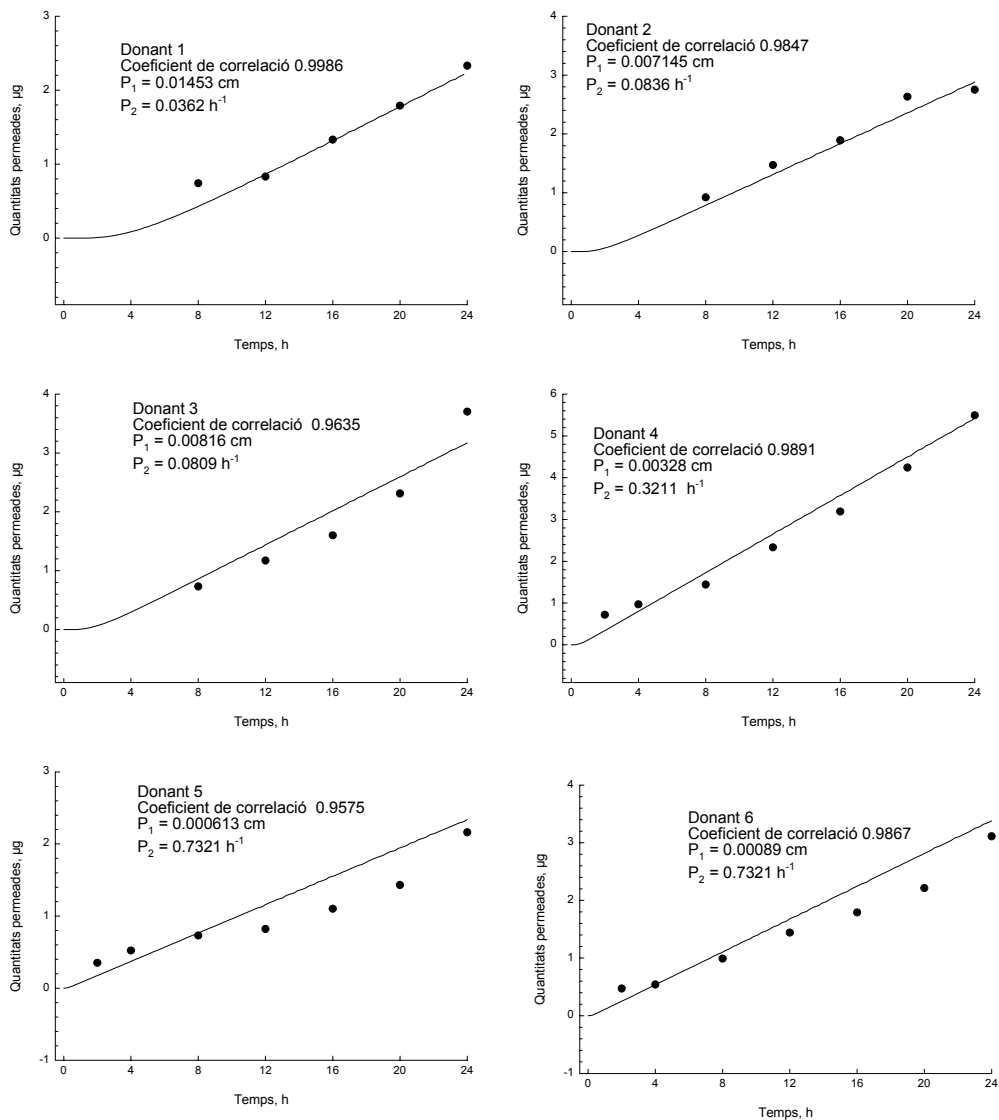 3
Donant 1
Coeficient de correlació 0.9986
P1 = 0.01453 cm
P2 = 0.0362 h-1
2
1
0
Quantitats permeades, µg
0 4 8 12 16 20 24
Temps, h
4
Donant 2
Coeficient de correlació 0.9847
P1 = 0.007145 cm
P2 = 0.0836 h-1
3
2
1
0
Quantitats permeades, µg
0 4 8 12 16 20 24
Temps, h
4
Donant 3
Coeficient de correlació 0.9635
P1 = 0.00816 cm
P2 = 0.0809 h-1
3
2
1
0
Quantitats permeades, µg
0 4 8 12 16 20 24
Temps, h
6
Donant 4
Coeficient de correlació 0.9891
P1 = 0.00328 cm
P2 = 0.3211 h-1
5
4
3
2
1
0
Quantitats permeades, µg
0 4 8 12 16 20 24
Temps, h
3
Donant 5
Coeficient de correlació 0.9575
P1 = 0.000613 cm
P2 = 0.7321 h-1
2
1
0
-1
Quantitats permeades, µg
0 4 8 12 16 20 24
Temps, h
4
Donant 6
Coeficient de correlació 0.9867
P1 = 0.00089 cm
P2 = 0.7321 h-1
3
2
1
0
-1
Quantitats permeades, µg
0 4 8 12 16 20 24
Temps, h